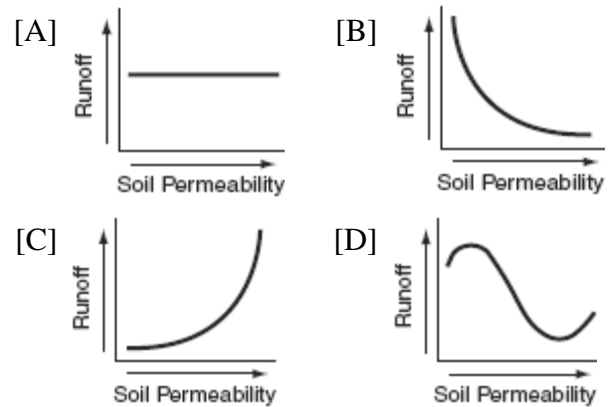 [A]
Runoff
Soil Permeability
[B]
Runoff
Soil Permeability
[C]
Runoff
Soil Permeability
[D]
Runoff
Soil Permeability